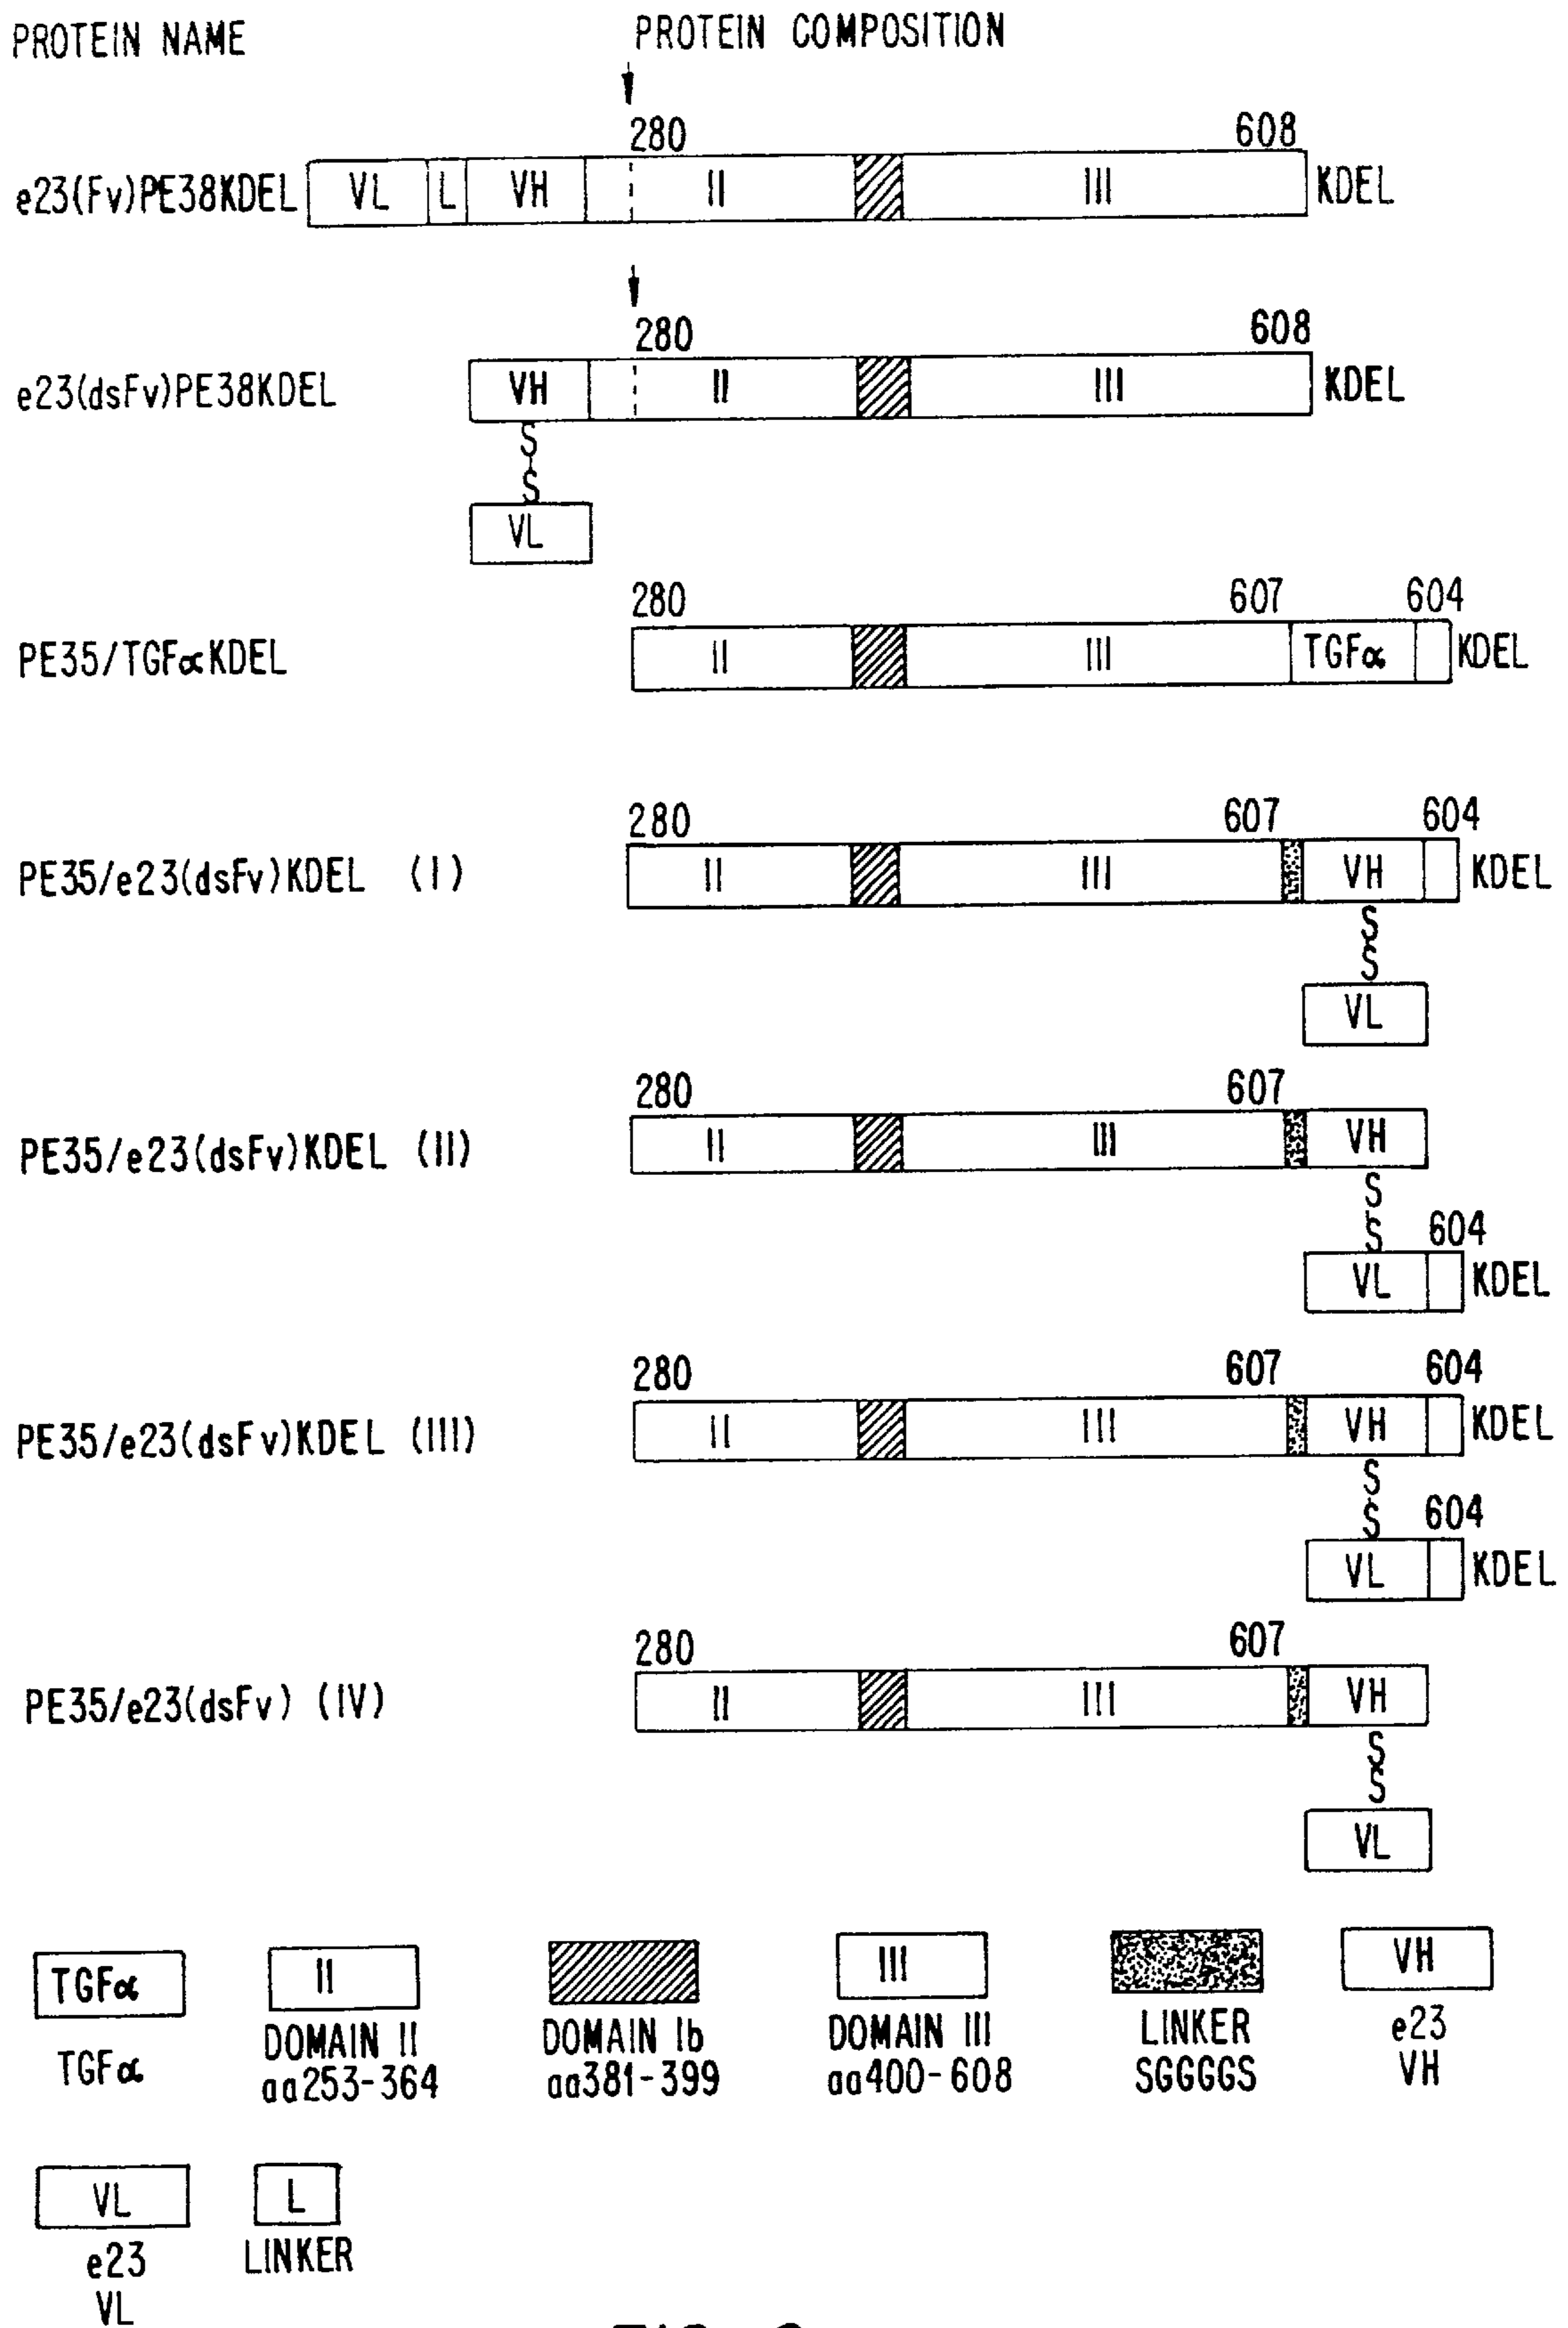 PROTEIN NAME PROTEIN COMPOSITION
280 608
e23(Fv)PE38KDEL VL L VH II III KDEL
280 608
e23(dsFv)PE38KDEL VH II III KDEL
S
S
VL
280 607 604
PE35/TGFαKDEL II III TGFα KDEL
280 607 604
PE35/e23(dsFv)KDEL (I) II III VH KDEL
S
S
VL
280 607
PE35/e23(dsFv)KDEL (II) II III VH
S
S 604
VL KDEL
280 607 604
PE35/e23(dsFv)KDEL (III) II III VH KDEL
S
S 604
VL KDEL
280 607
PE35/e23(dsFv) (IV) II III VH
S
S
VL
TGFα II III VH
TGFα DOMAIN II DOMAIN Ib DOMAIN III LINKER e23
aa253-364 aa381-399 aa400-608 SGGGGS VH
VL L
e23 LINKER
VL